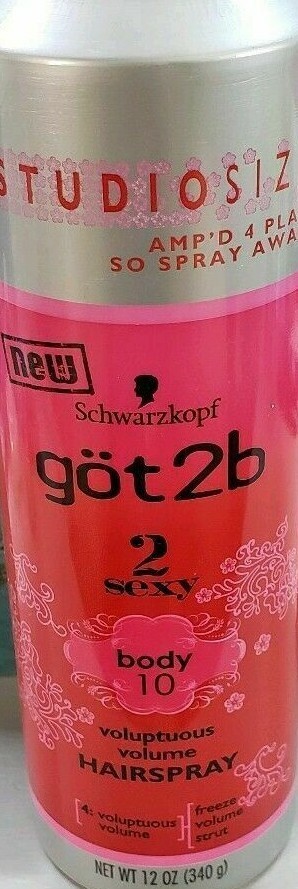 STUDIOSIZ
AMP'D 4 PLA
SO SPRAY AWA
new
Schwarzkopf
göt2b
2
sexy
body
10
voluptuous
volume
HAIRSPRAY
4: voluptuous
volume
freeze
volume
strut
NET WT 12 OZ (340 g)